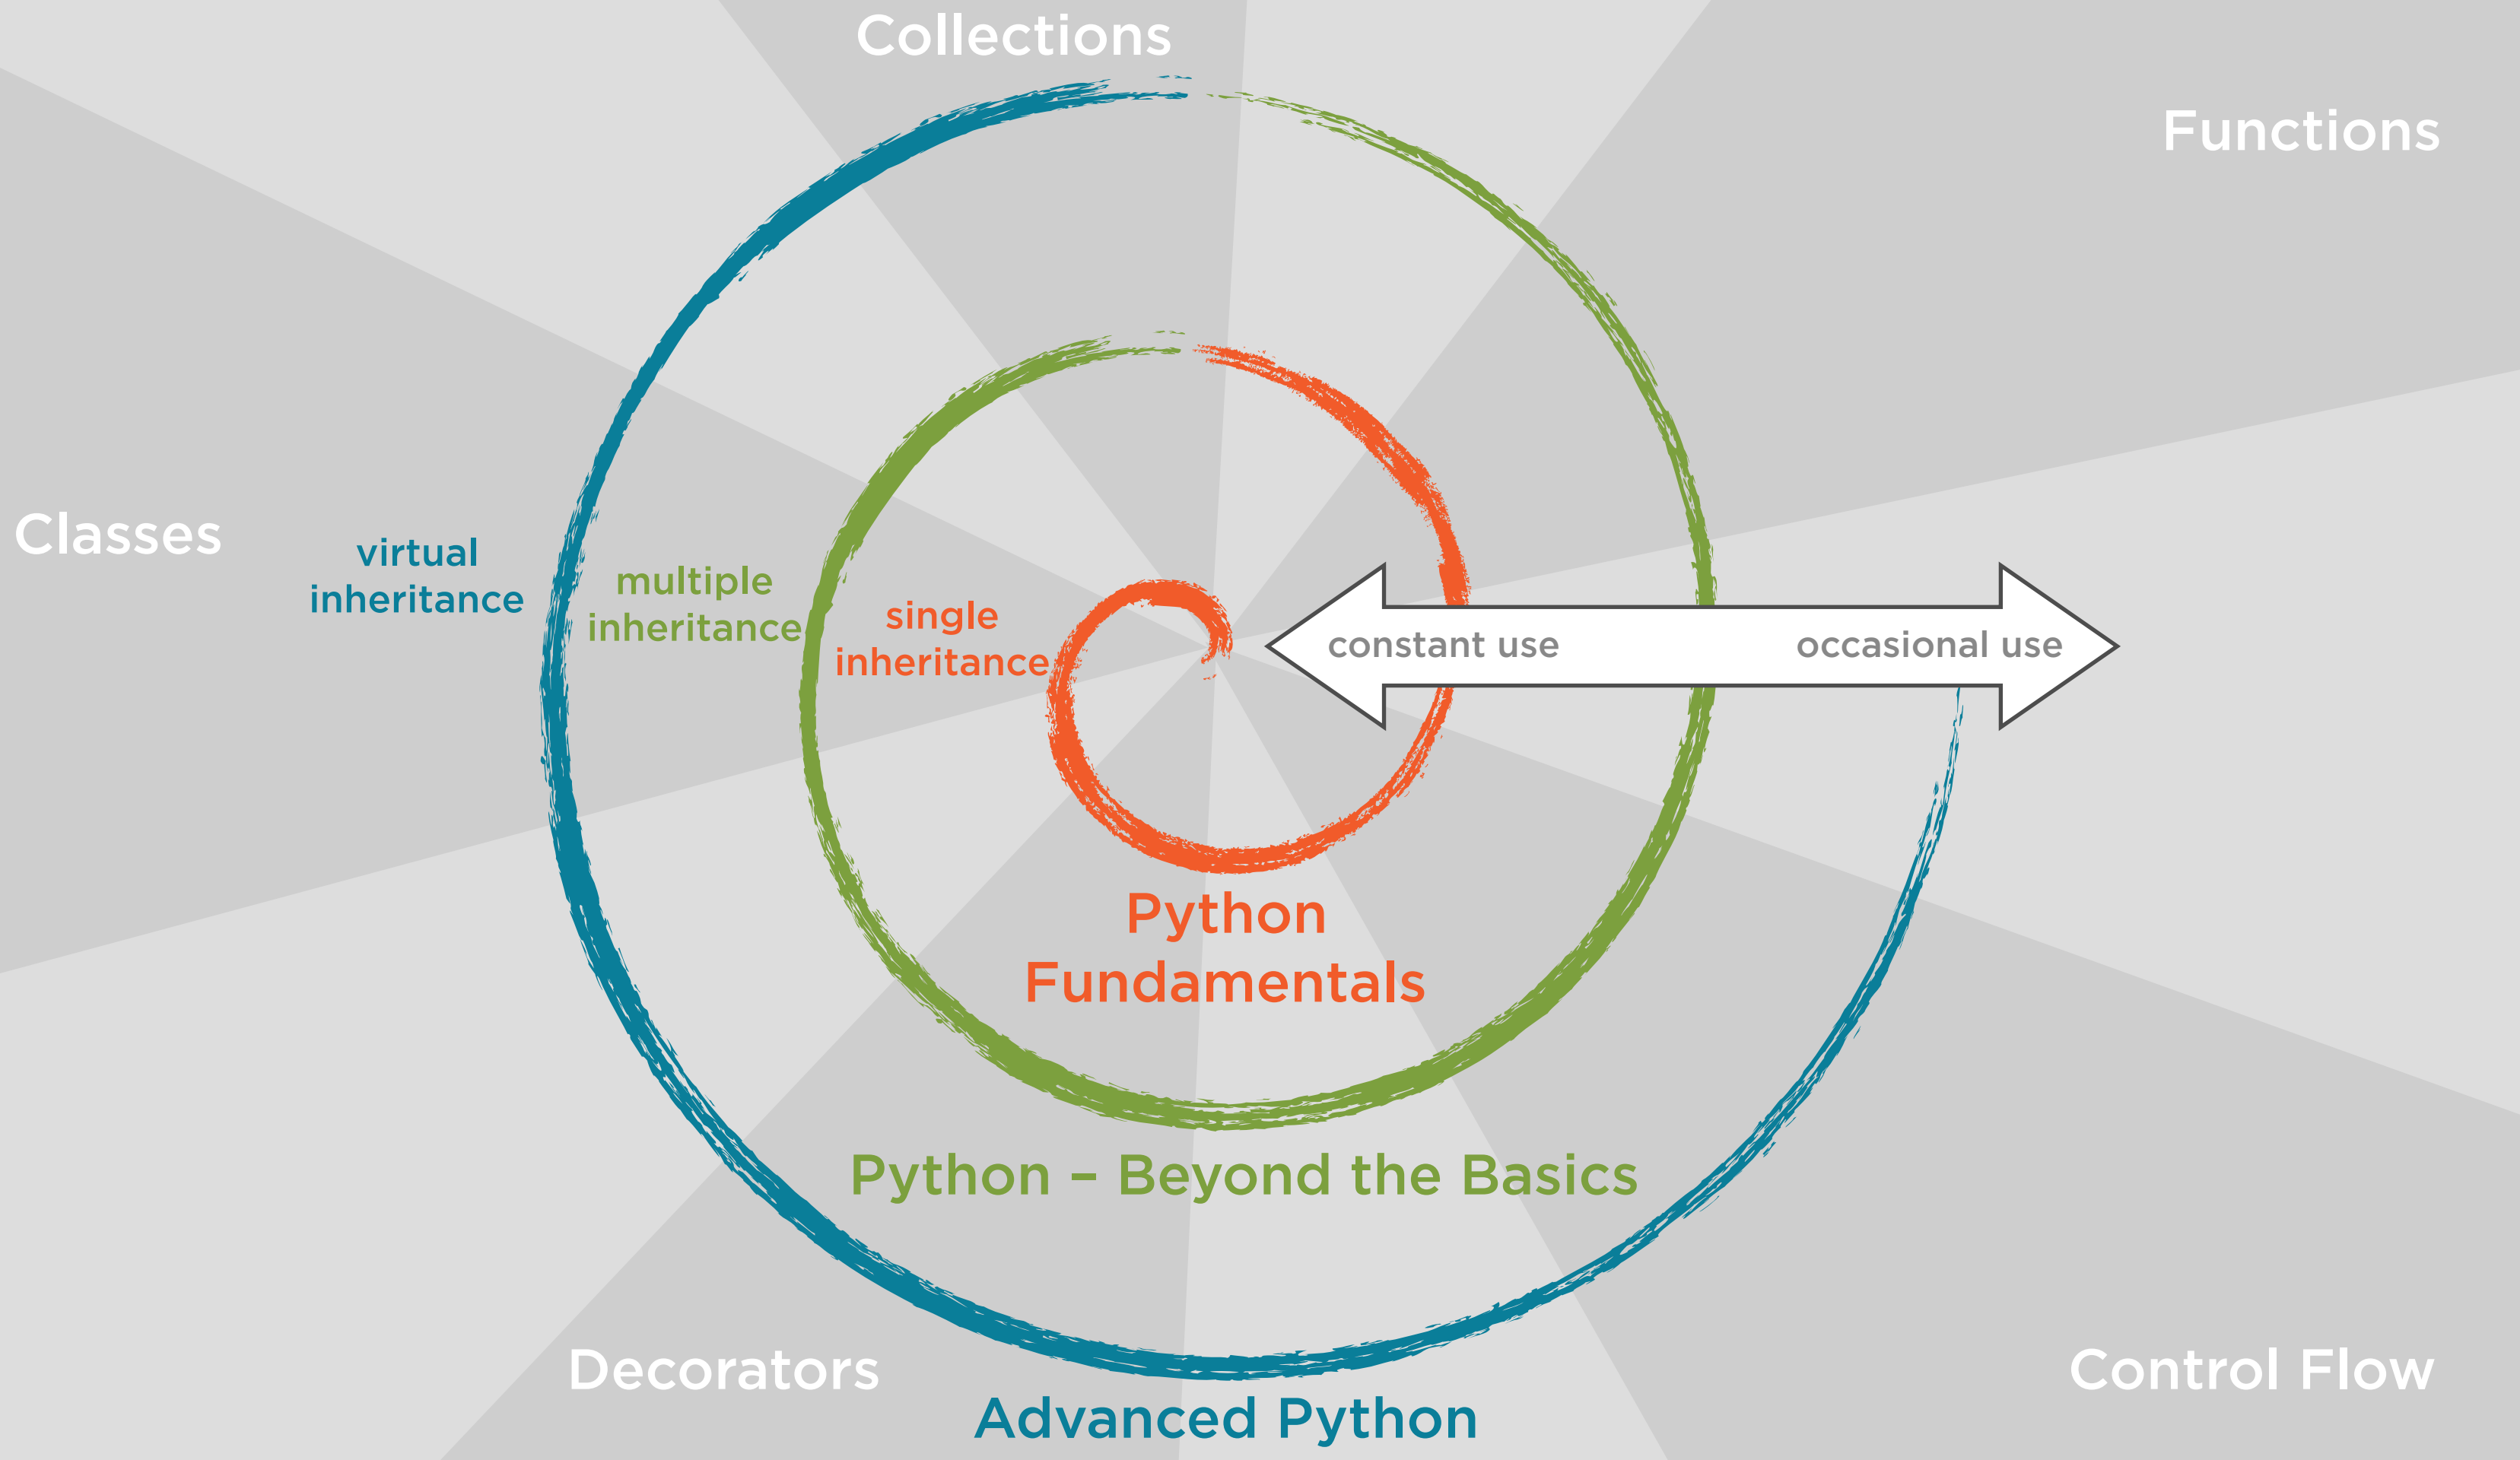 Collections
Functions
Classes
virtual
inheritance
multiple
inheritance
single
inheritance
constant use
occasional use
Python
Fundamentals
Python – Beyond the Basics
Decorators
Control Flow
Advanced Python